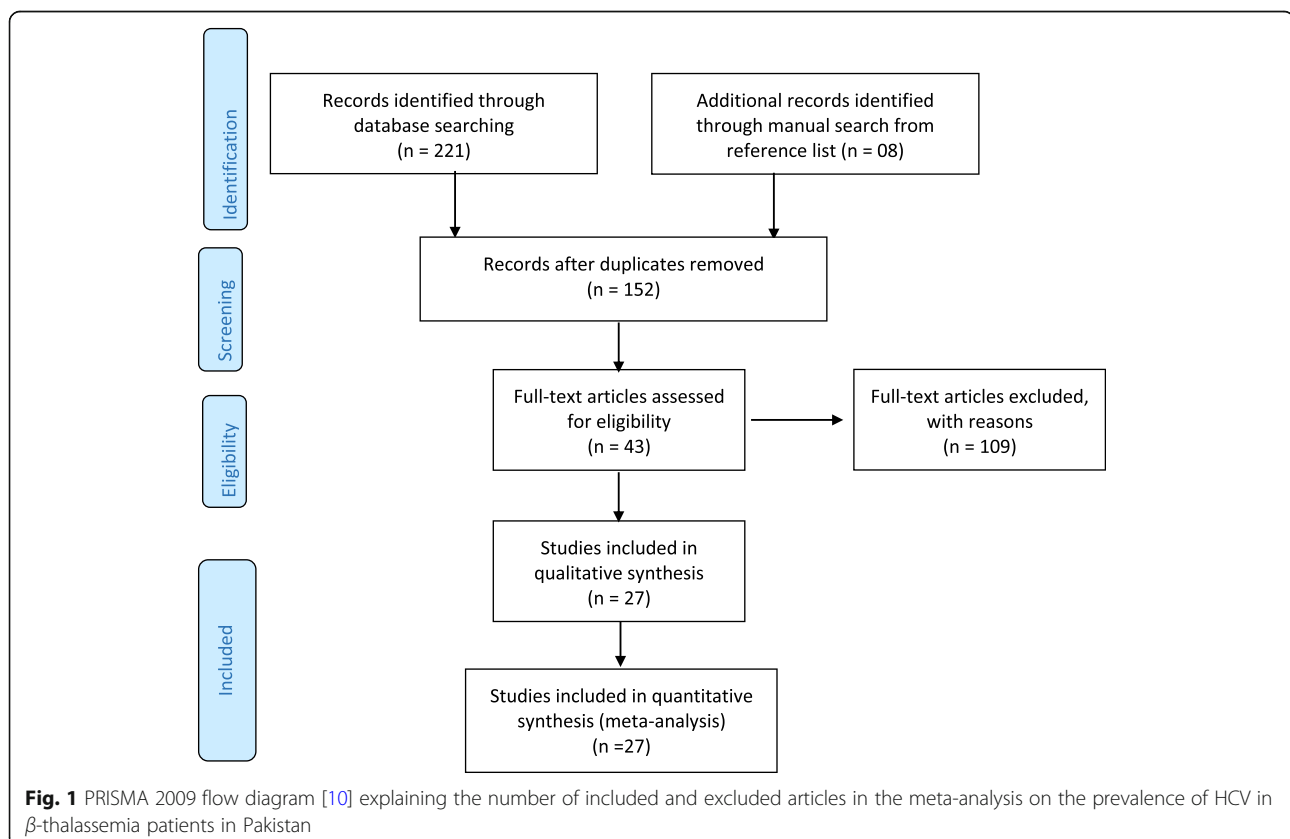 Identification
Records identified through
database searching
(n = 221)
Additional records identified
through manual search from
reference list (n = 08)
Screening
Records after duplicates removed
(n = 152)
Eligibility
Full-text articles assessed
for eligibility
(n = 43)
Full-text articles excluded,
with reasons
(n = 109)
Included
Studies included in
qualitative synthesis
(n = 27)
Studies included in quantitative
synthesis (meta-analysis)
(n =27)
Fig. 1 PRISMA 2009 flow diagram [10] explaining the number of included and excluded articles in the meta-analysis on the prevalence of HCV in
β-thalassemia patients in Pakistan